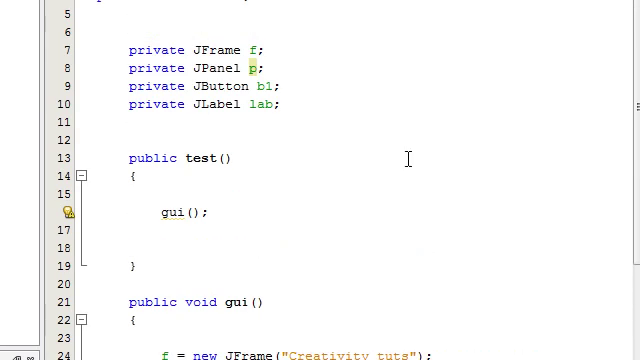 5
6
7 private JFrame f;
8 private JPanel p;
9 private JButton b1;
10 private JLabel lab;
11
12
13 public test()
14 {
15
gui();
17
18
19 }
20
21 public void gui()
22 {
23
24 f = new JFrame("Creativity tuts");